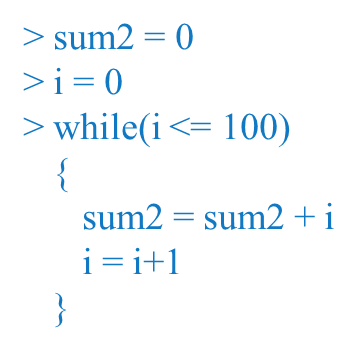 > sum2 = 0
> i = 0
> while(i <= 100)
{
sum2 = sum2 + i
i = i+1
}